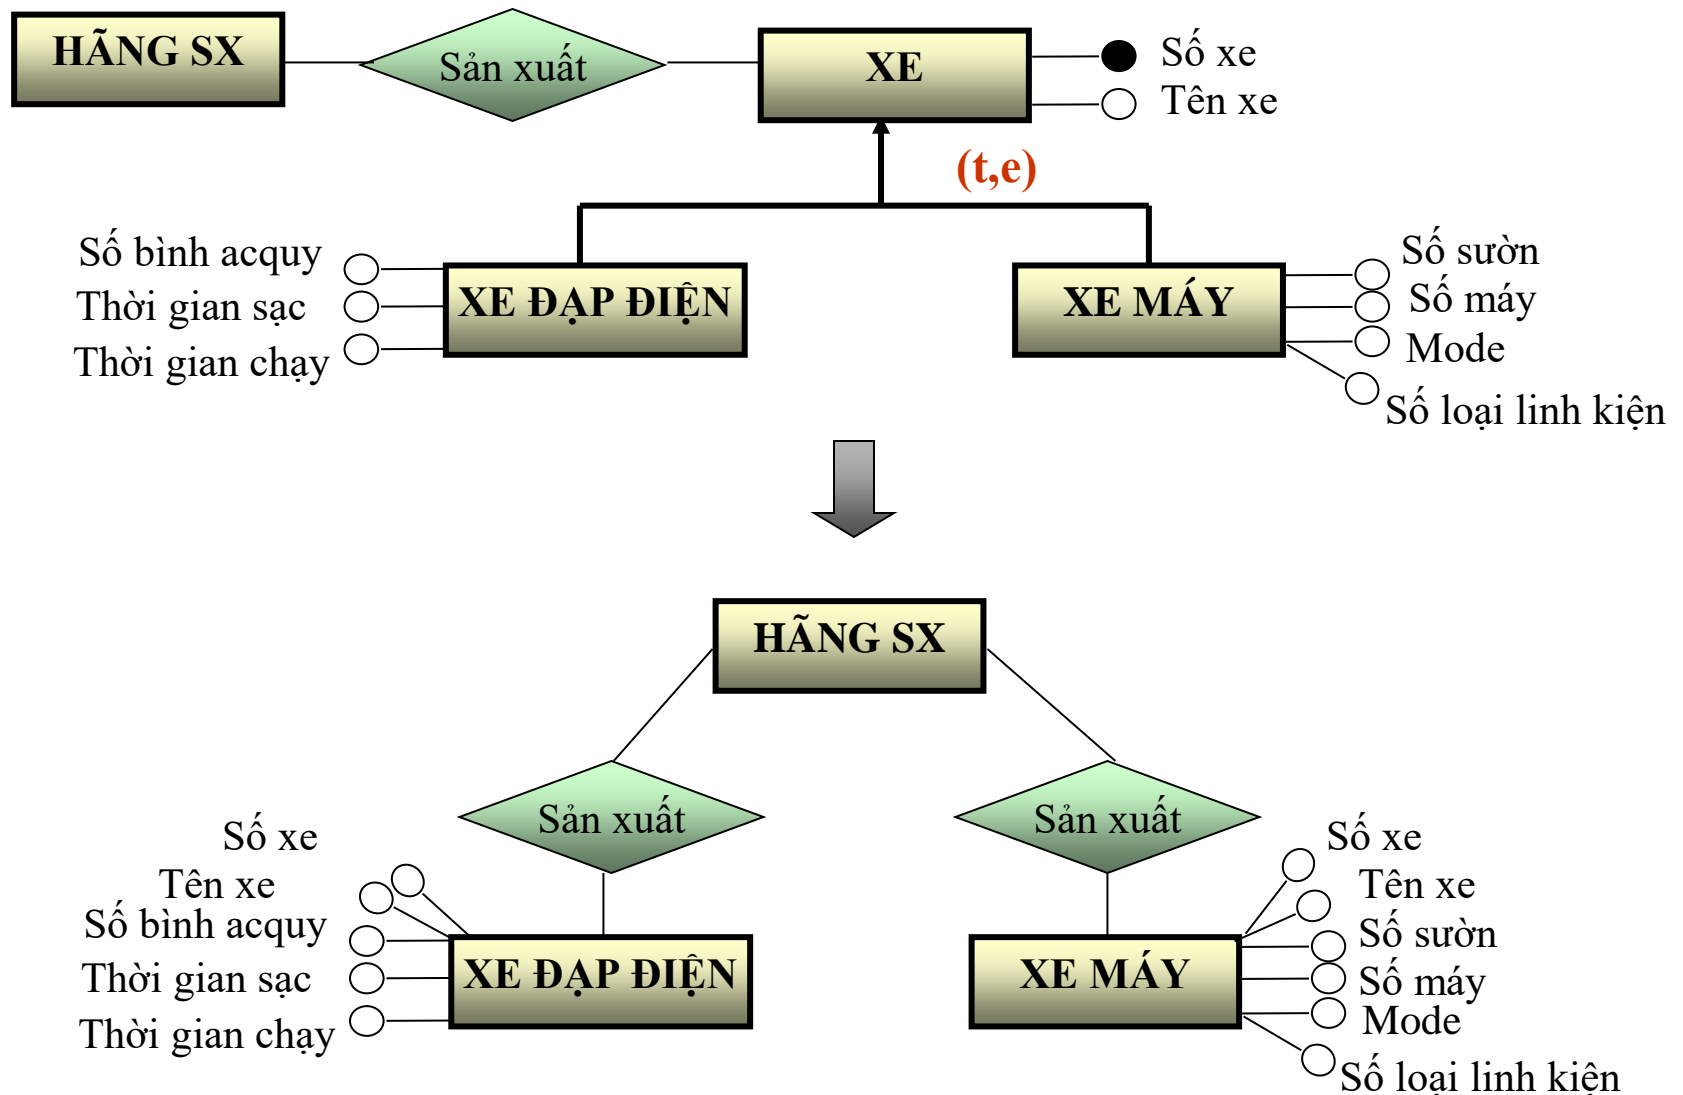 HÃNG SX
Sản xuất
XE
Số xe
Tên xe
(t,e)
Số bình acquy
Thời gian sạc
Thời gian chạy
XE ĐẠP ĐIỆN
XE MÁY
Số sườn
Số máy
Mode
Số loại linh kiện
HÃNG SX
Sản xuất
Sản xuất
Số xe
Tên xe
Số bình acquy
Thời gian sạc
Thời gian chạy
XE ĐẠP ĐIỆN
XE MÁY
Số xe
Tên xe
Số sườn
Số máy
Mode
Số loại linh kiện